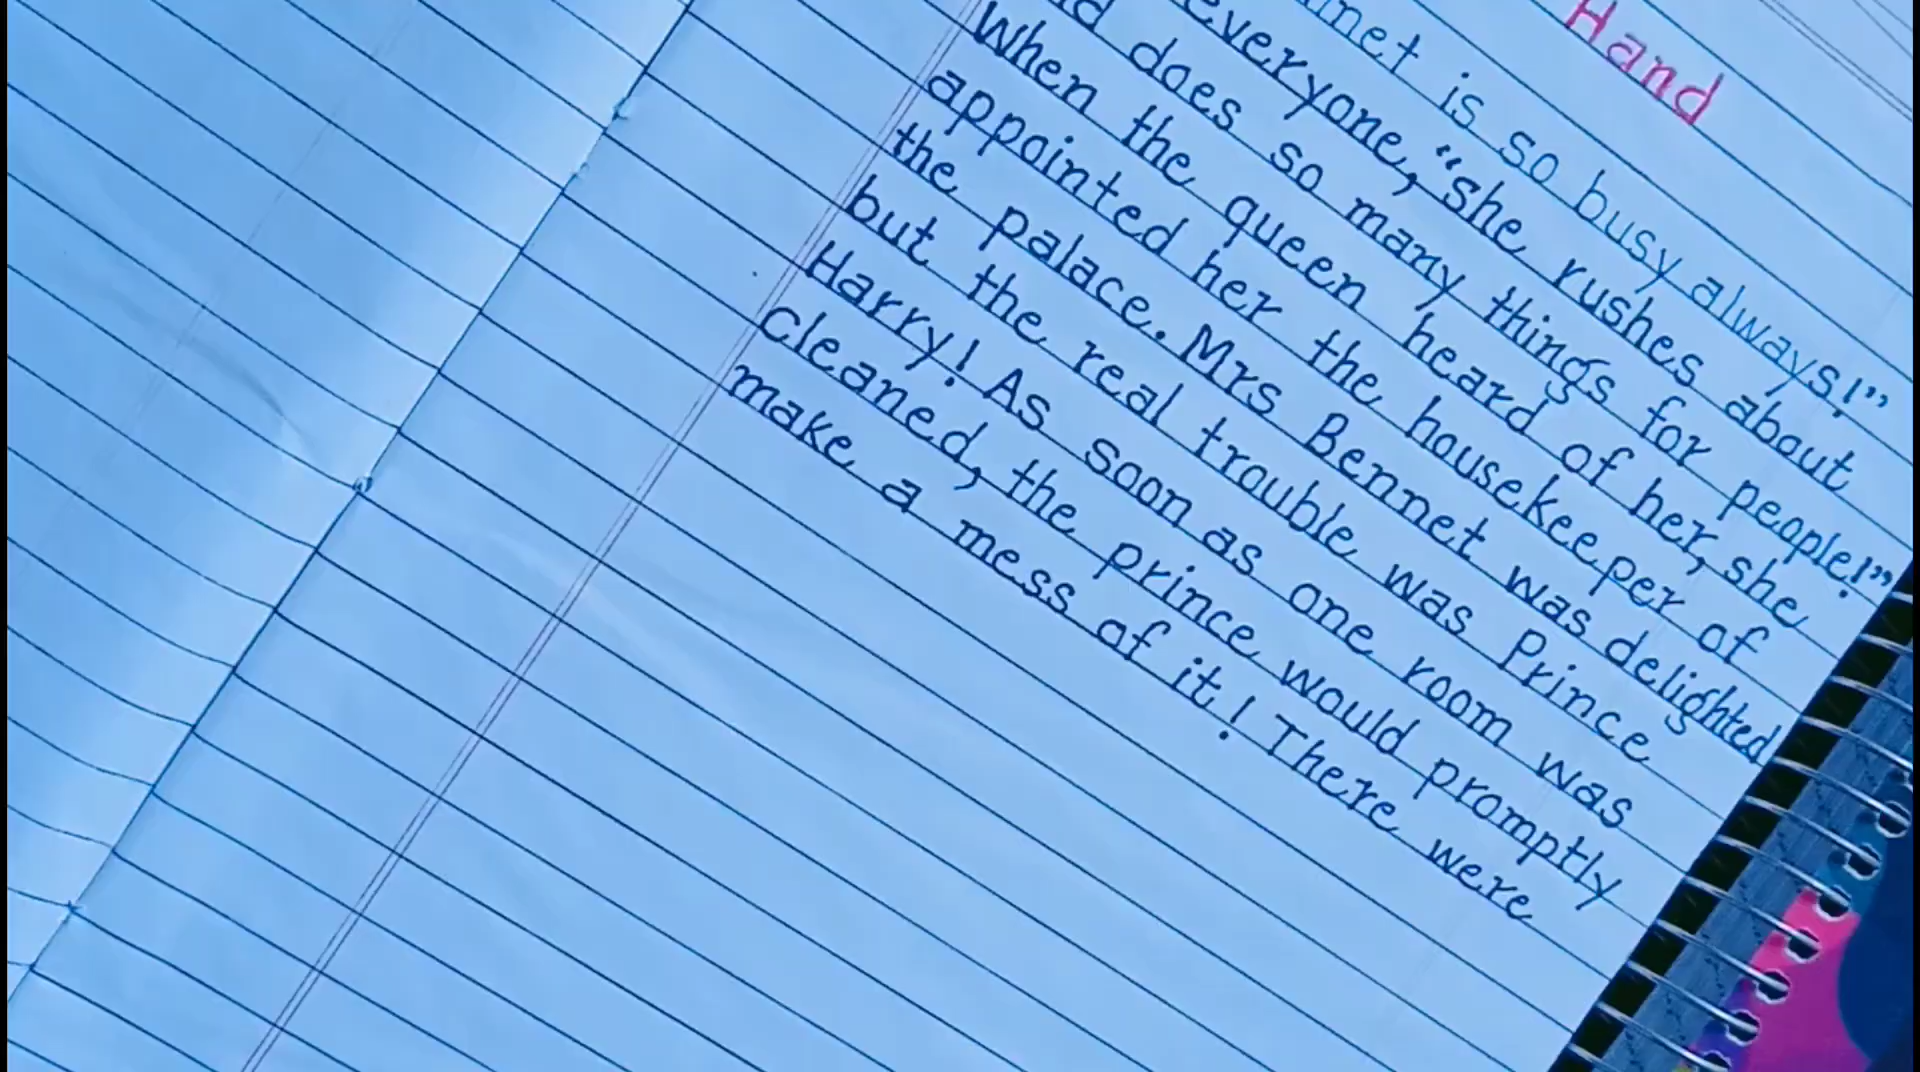 Hand
is so busy always!”
everyone, “she rushes about
does so many things for people!”
When the queen heard of her, she
appointed her the housekeeper of
the palace. Mrs Bennet was delighted
but the real trouble was Prince
Harry! As soon as one room was
cleaned, the prince would promptly
make a mess of it! There were